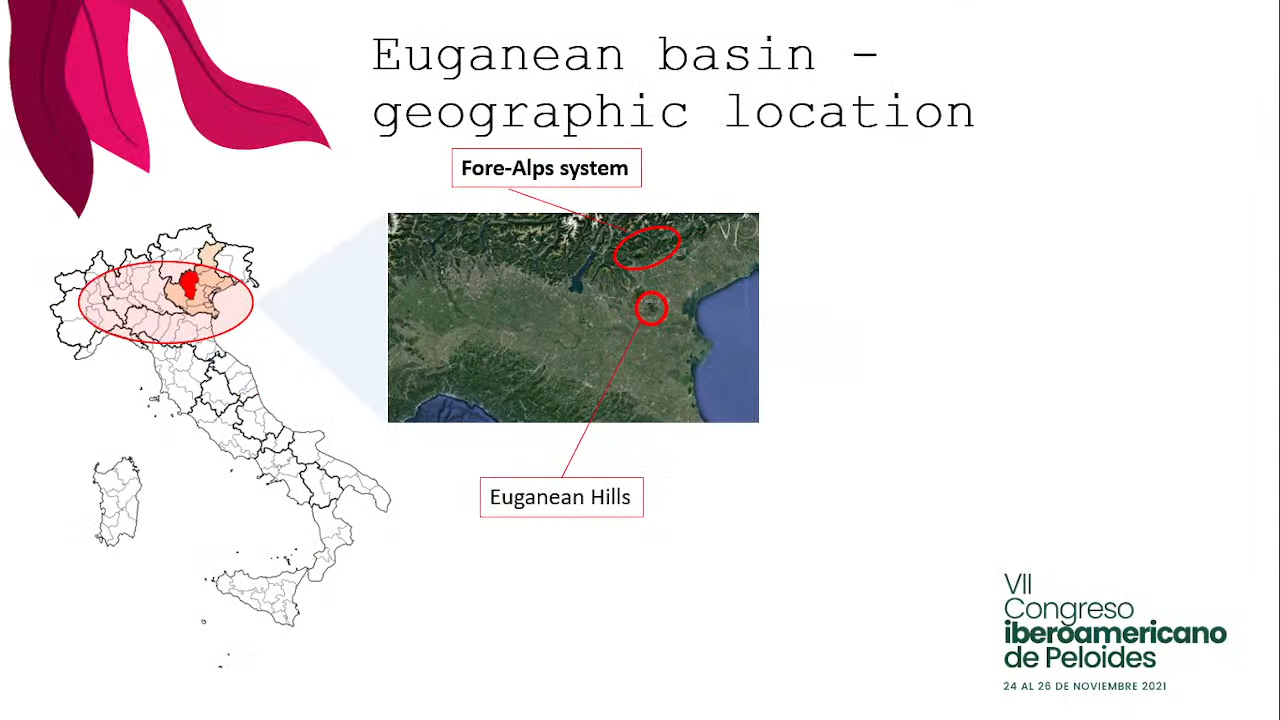 Euganean basin -
geographic location
Fore-Alps system
Euganean Hills
VII
Congreso
iberoamericano
de Peloides
24 AL 26 DE NOVIEMBRE 2021